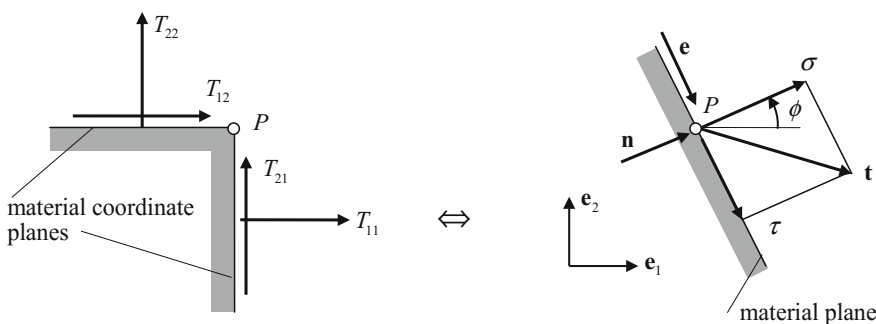 T₂₂
T₁₂
P
T₂₁
material coordinate
planes
T₁₁
⇔
e
σ
P
ϕ
n
t
e₂
τ
e₁
material plane